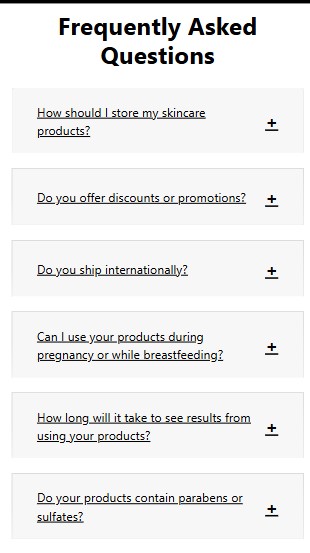 Frequently Asked
Questions
How should I store my skincare
products?
+
Do you offer discounts or promotions?
+
Do you ship internationally?
+
Can I use your products during
pregnancy or while breastfeeding?
+
How long will it take to see results from
using your products?
+
Do your products contain parabens or
sulfates?
+